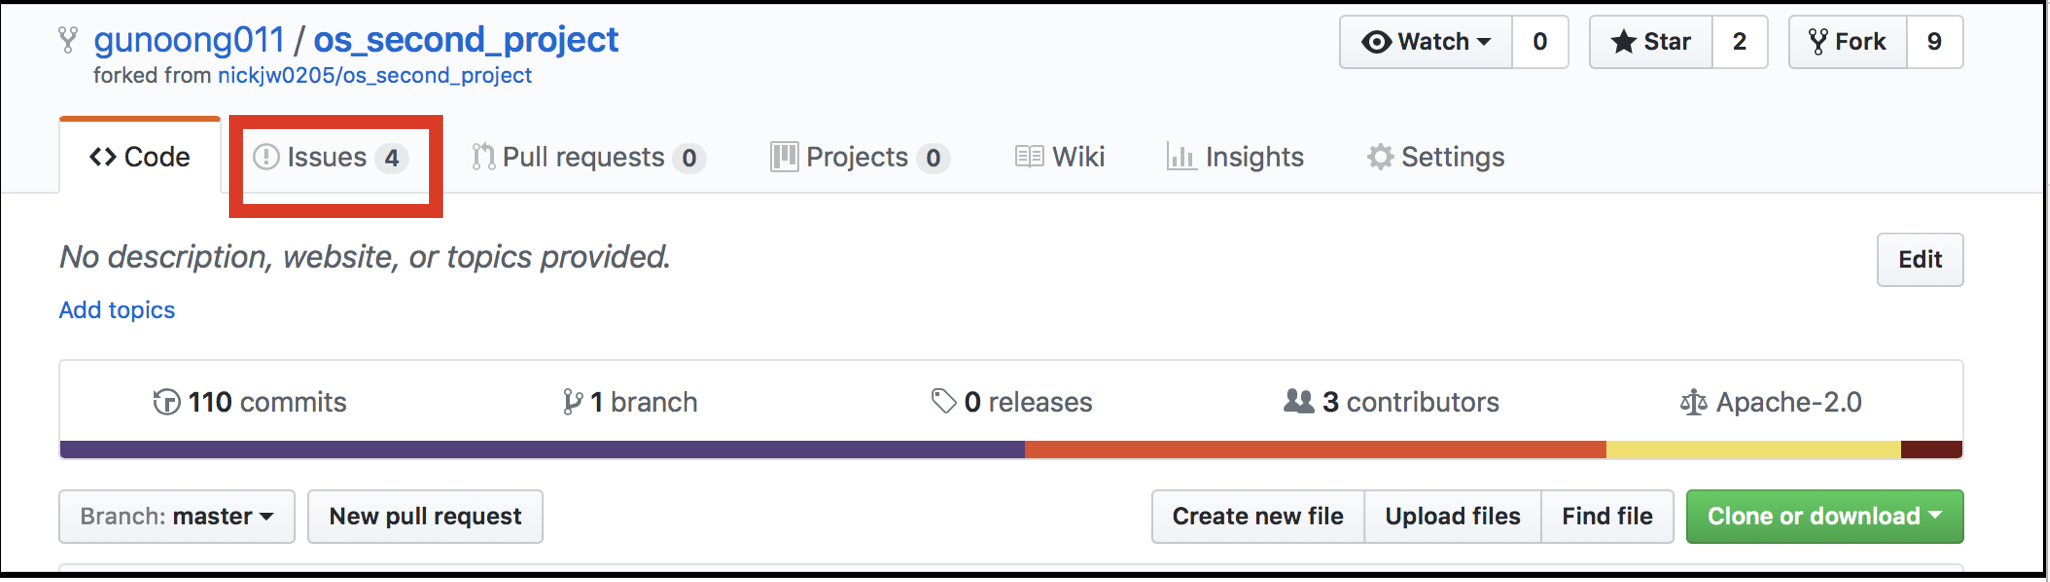 gunoong011 / os_second_project
Watch 0 Star 2 Fork 9
forked from nickjw0205/os_second_project
Code Issues 4 Pull requests 0 Projects 0 Wiki Insights Settings
No description, website, or topics provided.
Edit
Add topics
110 commits 1 branch 0 releases 3 contributors Apache-2.0
Branch: master New pull request Create new file Upload files Find file Clone or download